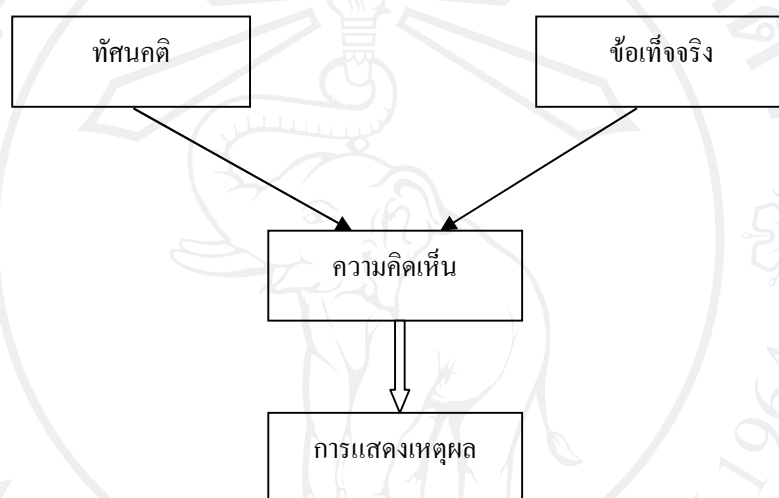 ทัศนคติ
ข้อเท็จจริง
ความคิดเห็น
การแสดงเหตุผล
1964